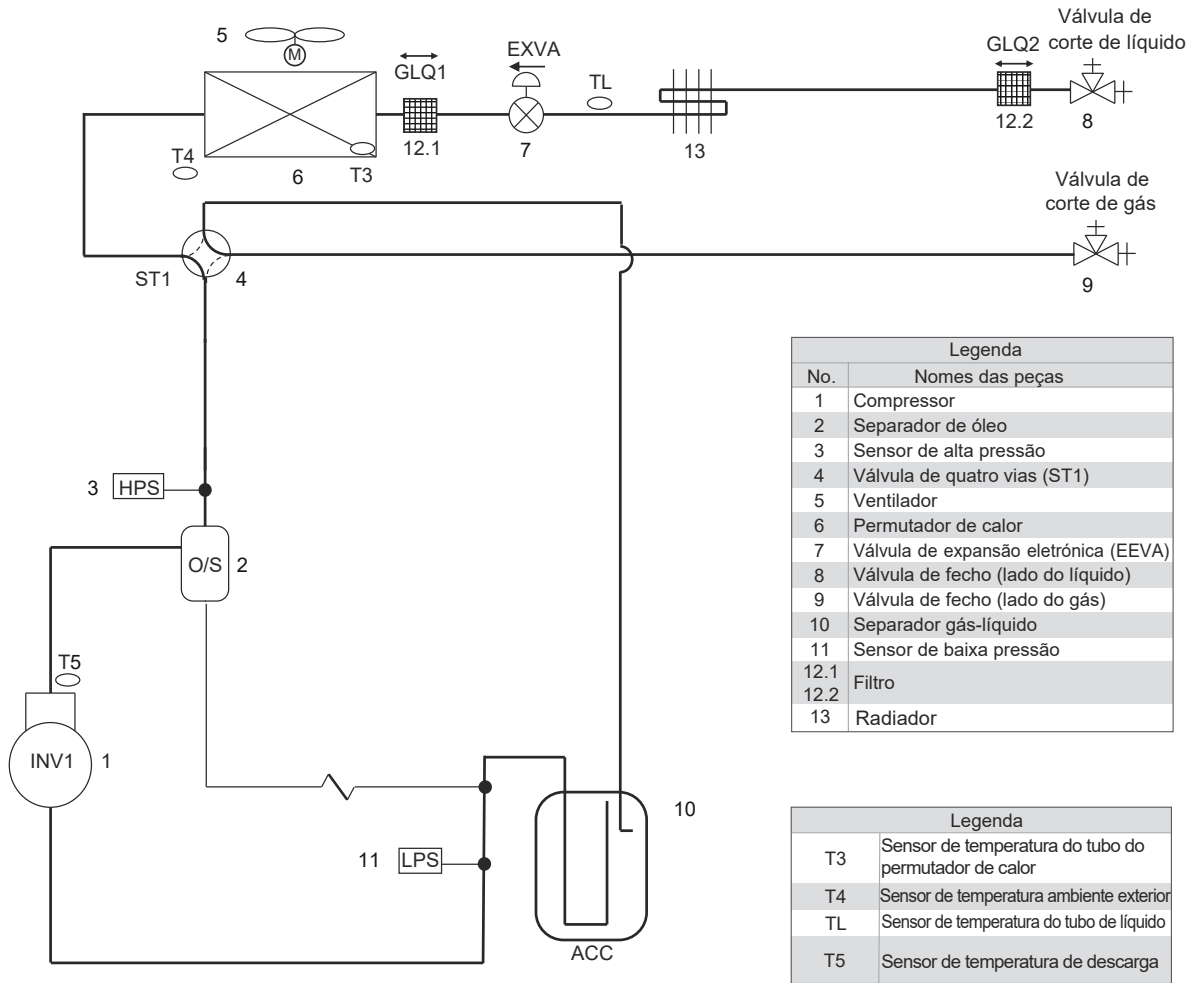 5
M
GLQ1
EXVA
TL
GLQ2
Válvula de
corte de líquido
12.1
7
13
12.2
8
T4
6
T3
Válvula de
corte de gás
ST1
4
9
3
HPS
O/S
2
T5
INV1
1
10
11
LPS
ACC
Legenda
No. Nomes das peças
1 Compressor
2 Separador de óleo
3 Sensor de alta pressão
4 Válvula de quatro vias (ST1)
5 Ventilador
6 Permutador de calor
7 Válvula de expansão eletrónica (EEVA)
8 Válvula de fecho (lado do líquido)
9 Válvula de fecho (lado do gás)
10 Separador gás-líquido
11 Sensor de baixa pressão
12.1
12.2
Filtro
13 Radiador
Legenda
T3
Sensor de temperatura do tubo do
permutador de calor
T4 Sensor de temperatura ambiente exterior
TL Sensor de temperatura do tubo de líquido
T5 Sensor de temperatura de descarga